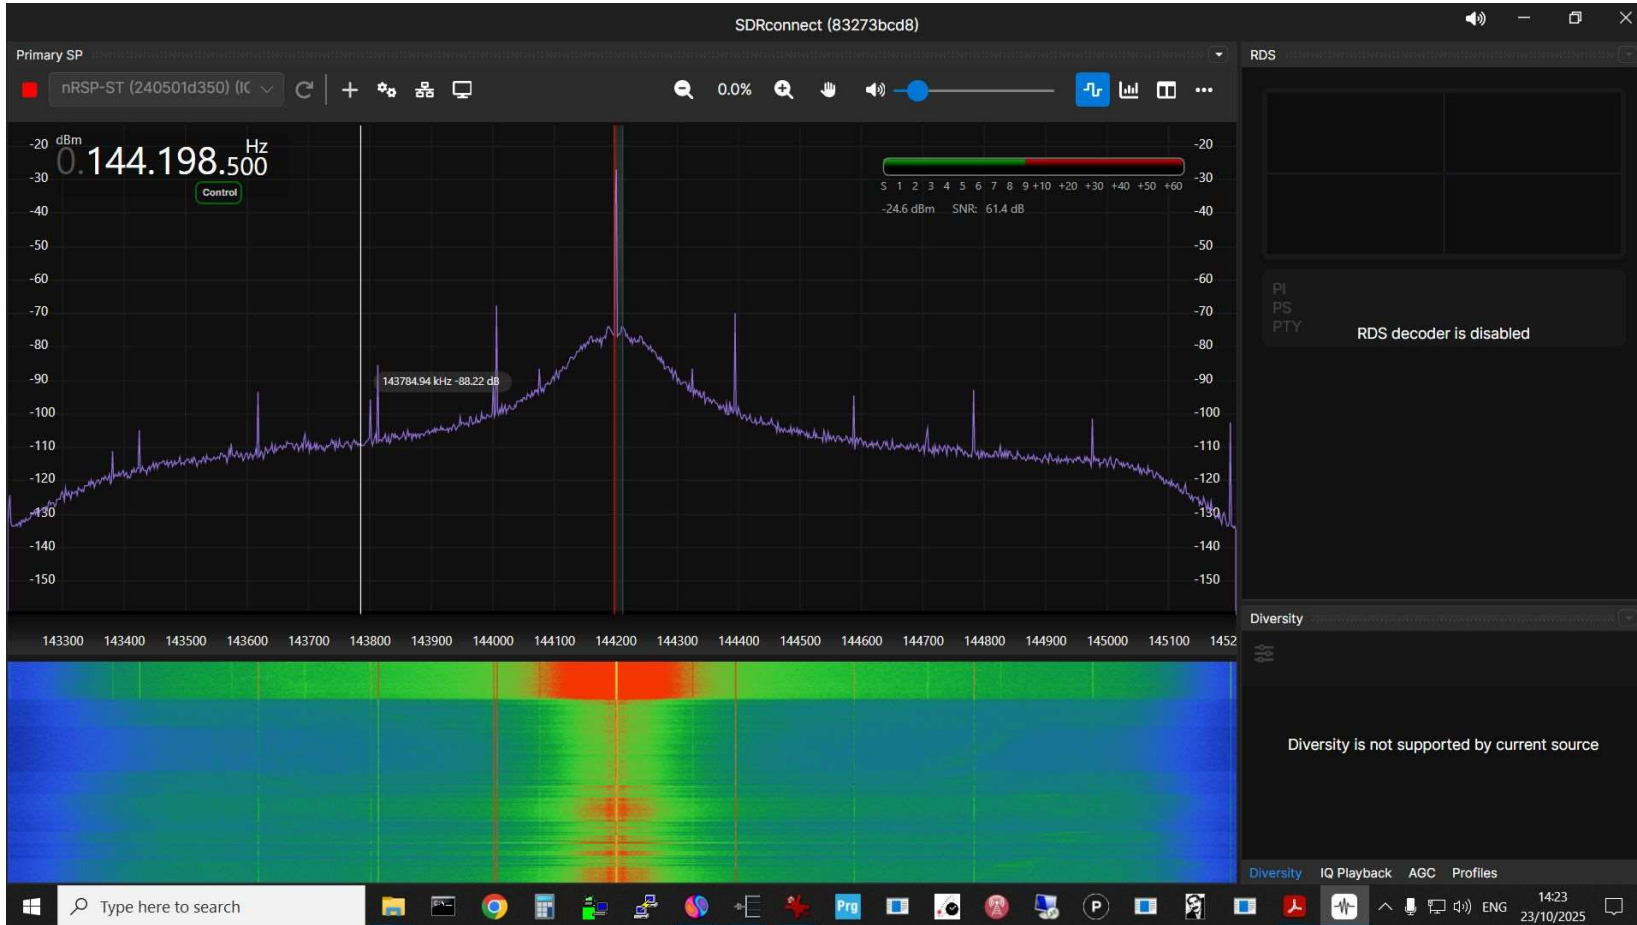 SDRconnect (83273bcd8)
Primary SP
RDS
nRSP-ST (240501d350) (IC
0.0%
dBm
0.144.198.500 Hz
Control
S 1 2 3 4 5 6 7 8 9 +10 +20 +30 +40 +50 +60
-24.6 dBm SNR: 61.4 dB
-20 -20
-30 -30
-40 -40
-50 -50
-60 -60
-70 -70
-80 -80
-90 -90
-100 -100
-110 -110
-120 -120
-130 -130
-140 -140
-150 -150
143784.94 kHz -88.22 dB
PI
PS
PTY
RDS decoder is disabled
143300 143400 143500 143600 143700 143800 143900 144000 144100 144200 144300 144400 144500 144600 144700 144800 144900 145000 145100 1452
Diversity
Diversity is not supported by current source
Diversity IQ Playback AGC Profiles
Type here to search
Prg
P
ENG
14:23
23/10/2025